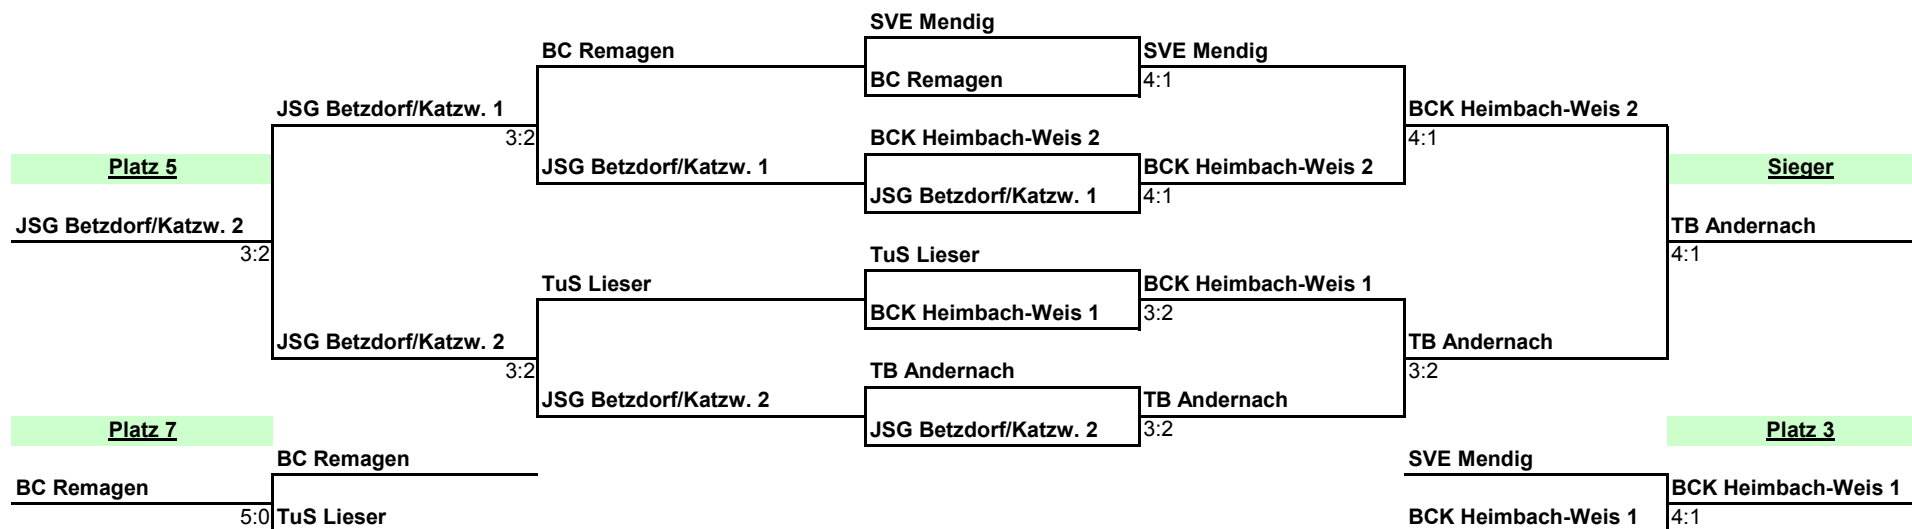 SVE Mendig
BC Remagen SVE Mendig
BC Remagen 4:1
JSG Betzdorf/Katzw. 1 BCK Heimbach-Weis 2
3:2 BCK Heimbach-Weis 2 4:1
Platz 5 JSG Betzdorf/Katzw. 1 BCK Heimbach-Weis 2 Sieger
JSG Betzdorf/Katzw. 1 4:1
JSG Betzdorf/Katzw. 2 TB Andernach
3:2 TuS Lieser 4:1
TuS Lieser BCK Heimbach-Weis 1
BCK Heimbach-Weis 1 3:2
JSG Betzdorf/Katzw. 2 TB Andernach
3:2 TB Andernach 3:2
JSG Betzdorf/Katzw. 2 TB Andernach
Platz 7 JSG Betzdorf/Katzw. 2 3:2 Platz 3
BC Remagen SVE Mendig
BC Remagen BCK Heimbach-Weis 1
5:0 TuS Lieser BCK Heimbach-Weis 1 4:1